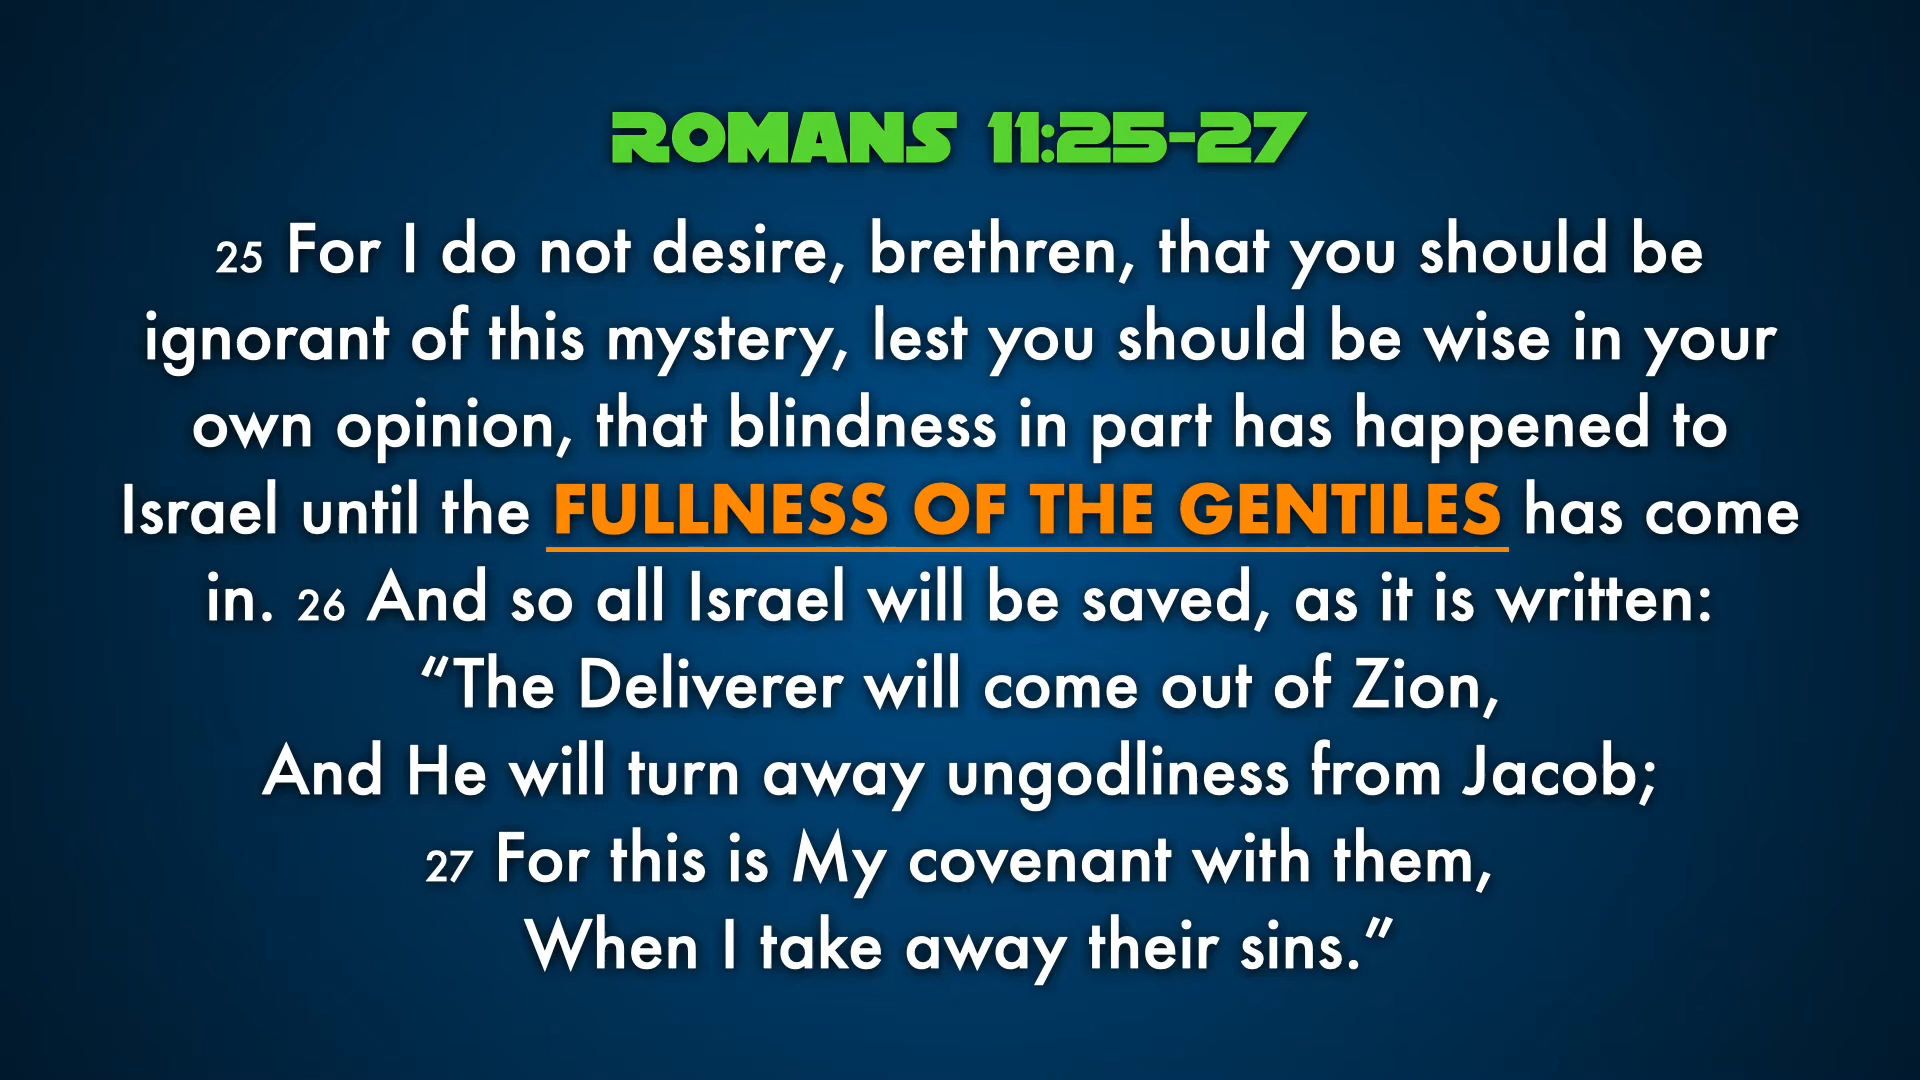 ROMANS 11:25-27
25 For I do not desire, brethren, that you should be
ignorant of this mystery, lest you should be wise in your
own opinion, that blindness in part has happened to
Israel until the FULLNESS OF THE GENTILES has come
in. 26 And so all Israel will be saved, as it is written:
“The Deliverer will come out of Zion,
And He will turn away ungodliness from Jacob;
27 For this is My covenant with them,
When I take away their sins.”